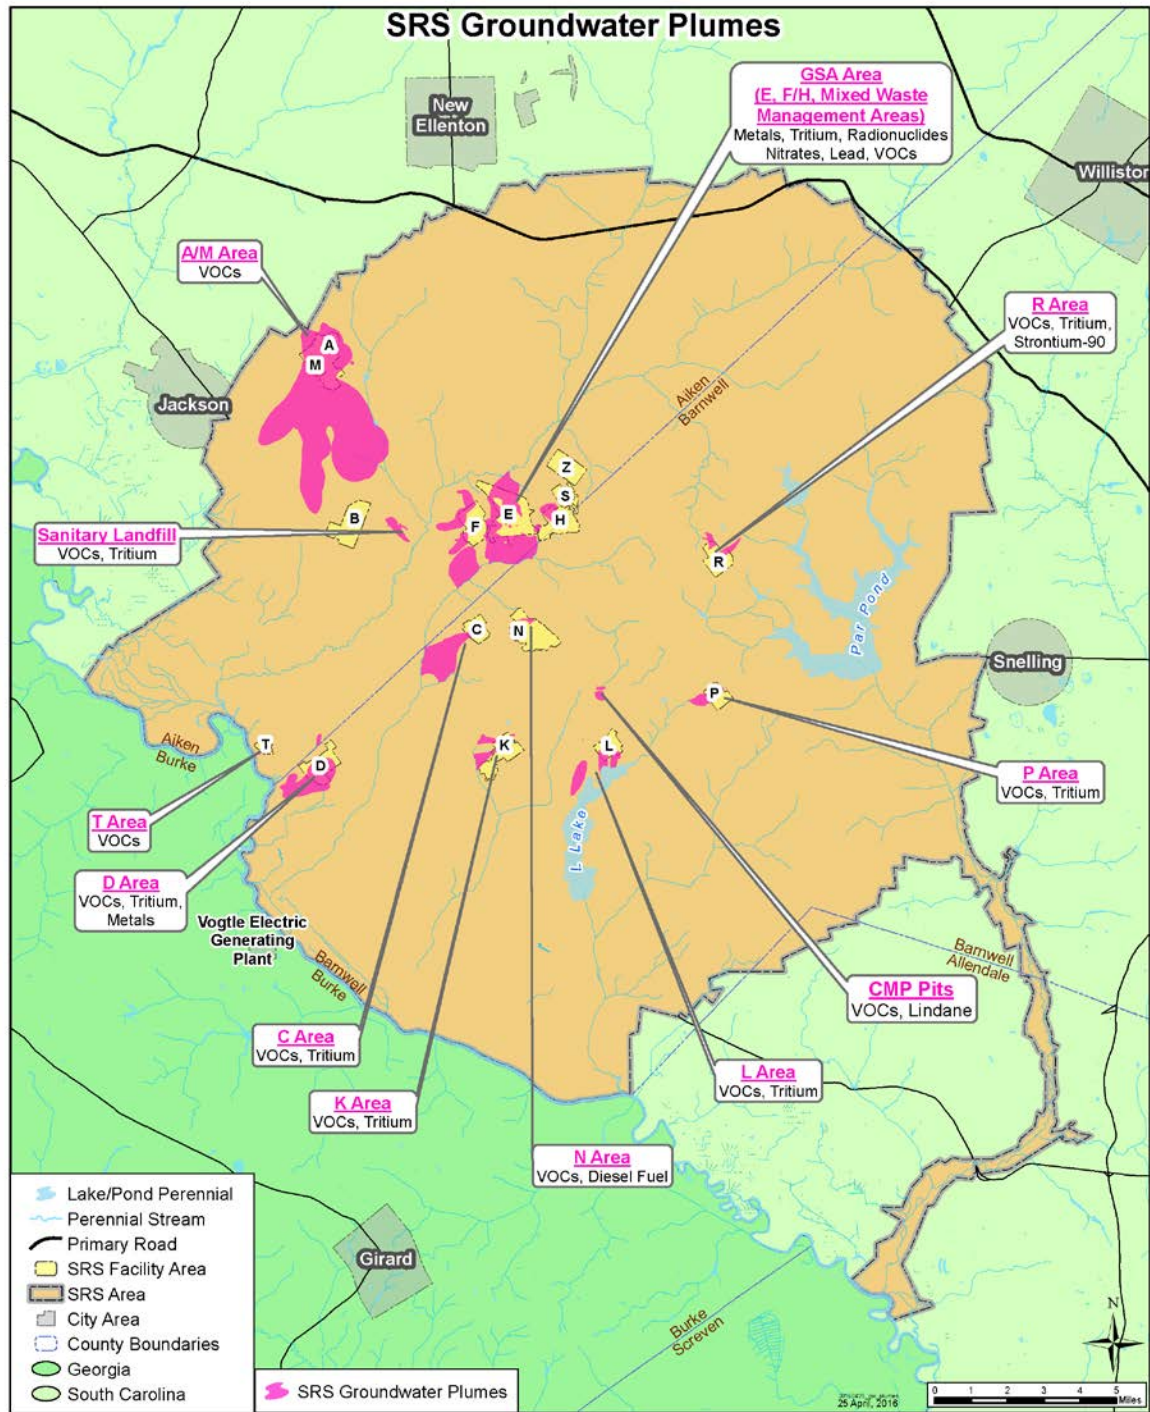 SRS Groundwater Plumes
GSA Area
(E, F/H, Mixed Waste
Management Areas)
Metals, Tritium, Radionuclides
Nitrates, Lead, VOCs
New
Ellenton
Williston
A/M Area
VOCs
R Area
VOCs, Tritium,
Strontium-90
A
M
Jackson
Aiken
Barnwell
Z
S
E
H
F
B
Sanitary Landfill
VOCs, Tritium
R
Par Pond
C
N
Snelling
P
Aiken
Burke
T
D
K
L
P Area
VOCs, Tritium
T Area
VOCs
L Lake
D Area
VOCs, Tritium,
Metals
Vogtle Electric
Generating
Plant
Barnwell
Burke
Barnwell
Allendale
CMP Pits
VOCs, Lindane
C Area
VOCs, Tritium
L Area
VOCs, Tritium
K Area
VOCs, Tritium
N Area
VOCs, Diesel Fuel
Lake/Pond Perennial
Perennial Stream
Primary Road
SRS Facility Area
SRS Area
City Area
County Boundaries
Georgia
South Carolina
SRS Groundwater Plumes
Girard
Burke
Screven
N
25 April, 2016
0 1 2 3 4 5
Miles